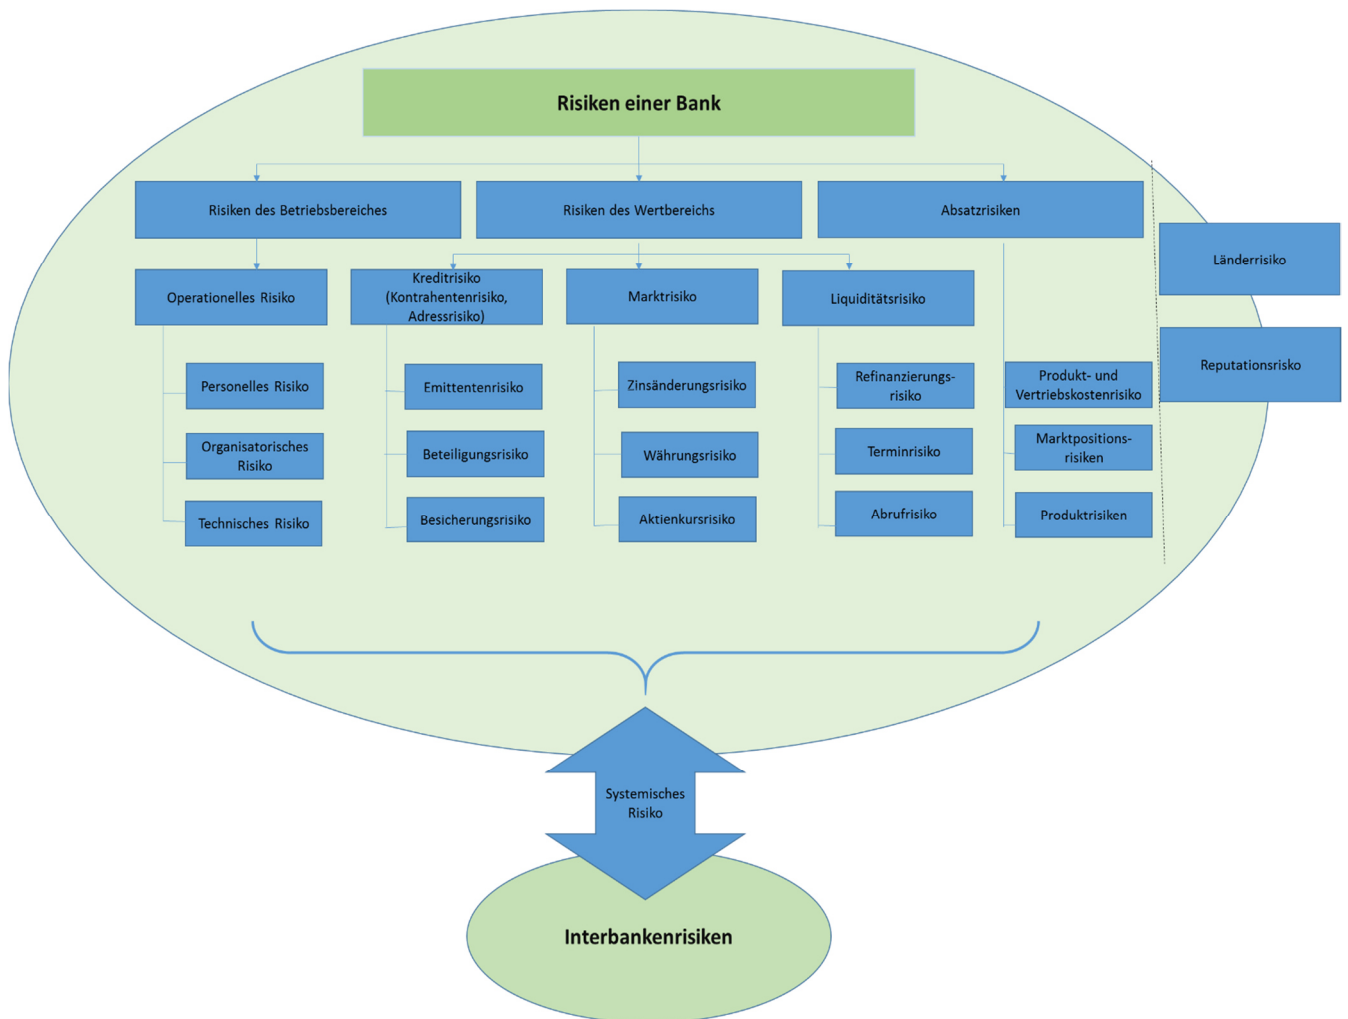 Risiken einer Bank
Risiken des Betriebsbereiches
Risiken des Wertbereichs
Absatzrisiken
Länderrisiko
Reputationsrisko
Operationelles Risiko
Kreditrisiko
(Kontrahentenrisiko,
Adressrisiko)
Marktrisiko
Liquiditätsrisiko
Personelles Risiko
Organisatorisches
Risiko
Technisches Risiko
Emittentenrisiko
Beteiligungsrisiko
Besicherungsrisiko
Zinsänderungsrisiko
Währungsrisiko
Aktienkursrisiko
Refinanzierungs-
risiko
Terminrisiko
Abrufrisiko
Produkt- und
Vertriebskostenrisiko
Marktpositions-
risiken
Produktrisiken
Systemisches
Risiko
Interbankenrisiken